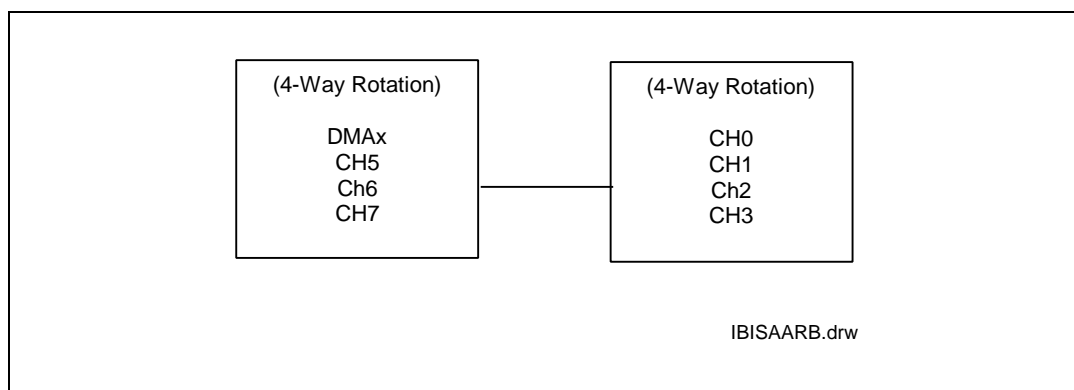 (4-Way Rotation)
DMAx
CH5
Ch6
CH7
(4-Way Rotation)
CH0
CH1
Ch2
CH3
IBISAARB.drw